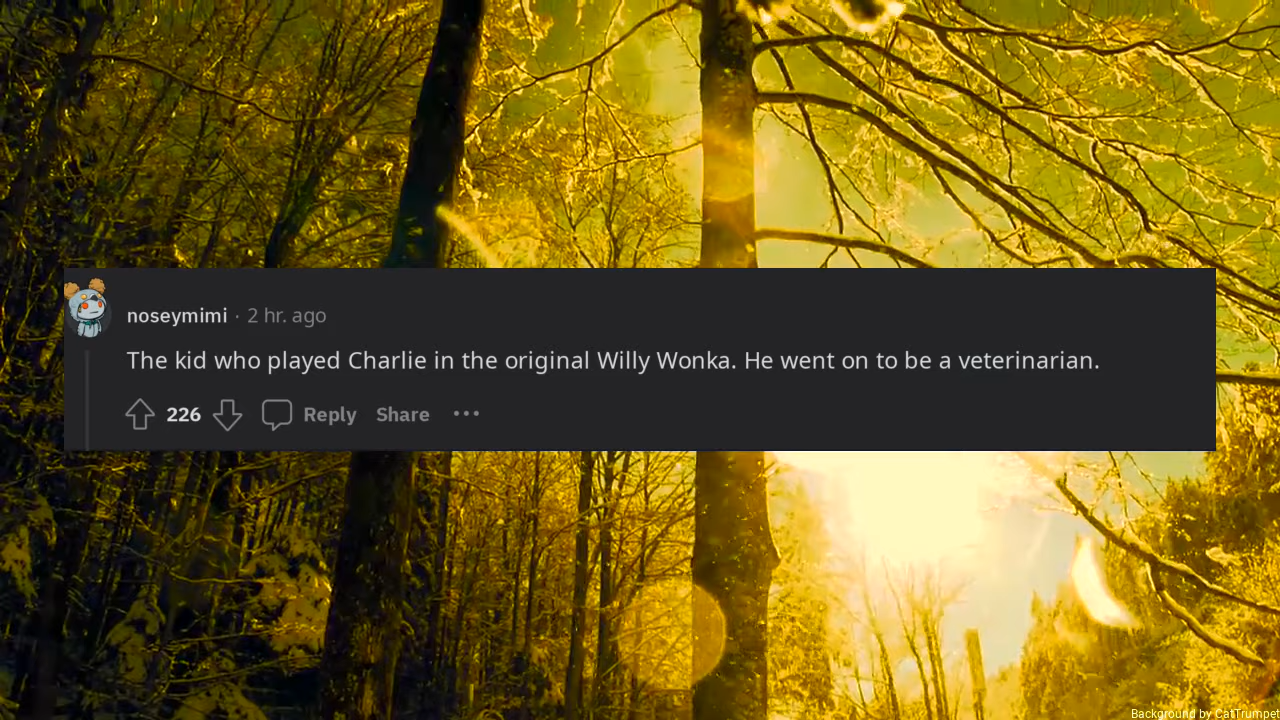 noseymimi · 2 hr. ago
The kid who played Charlie in the original Willy Wonka. He went on to be a veterinarian.
226 Reply Share ···
Background by CatTrumpet